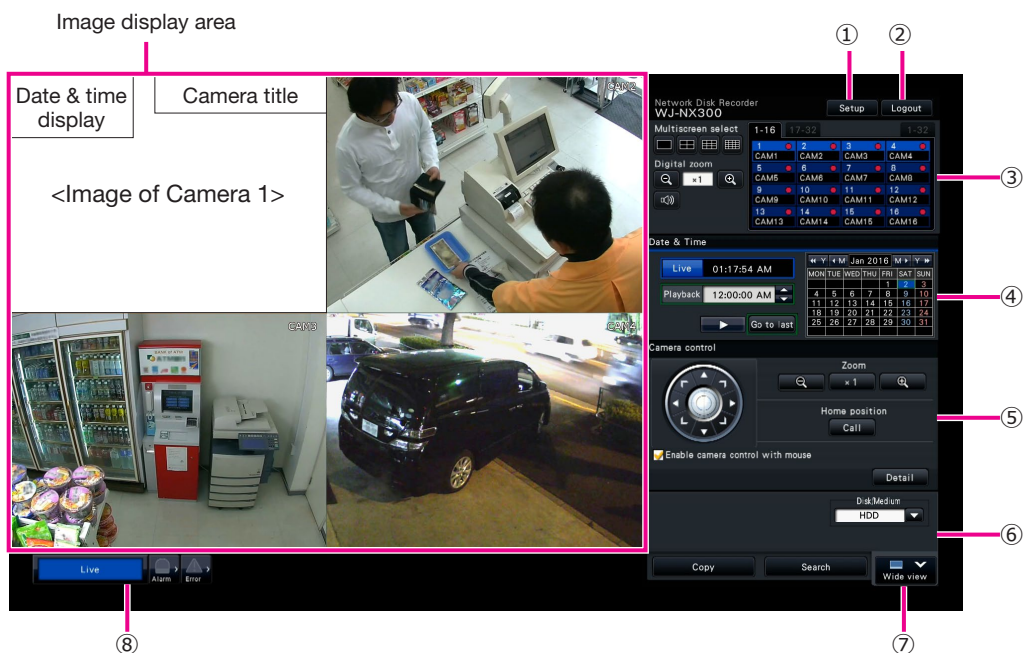 Image display area
① ②
Date & time display
Camera title
<Image of Camera 1>
CAM2
CAM3
CAM4
BANK of ATM
Network Disk Recorder
WJ-NX300
Setup
Logout
Multiscreen select
1-16 17-32 1-32
1 2 3 4
CAM1 CAM2 CAM3 CAM4
5 6 7 8
CAM5 CAM6 CAM7 CAM8
9 10 11 12
CAM9 CAM10 CAM11 CAM12
13 14 15 16
CAM13 CAM14 CAM15 CAM16
Digital zoom
×1
③
Date & Time
Live 01:17:54 AM
Playback 12:00:00 AM
Go to last
Y M Jan 2016 M Y
MON TUE WED THU FRI SAT SUN
1 2 3
4 5 6 7 8 9 10
11 12 13 14 15 16 17
18 19 20 21 22 23 24
25 26 27 28 29 30 31
④
Camera control
Zoom
×1
Home position
Call
⑤
Enable camera control with mouse
Detail
Disk/Medium
HDD
⑥
Live
Alarm
Error
Copy
Search
Wide view
⑧
⑦